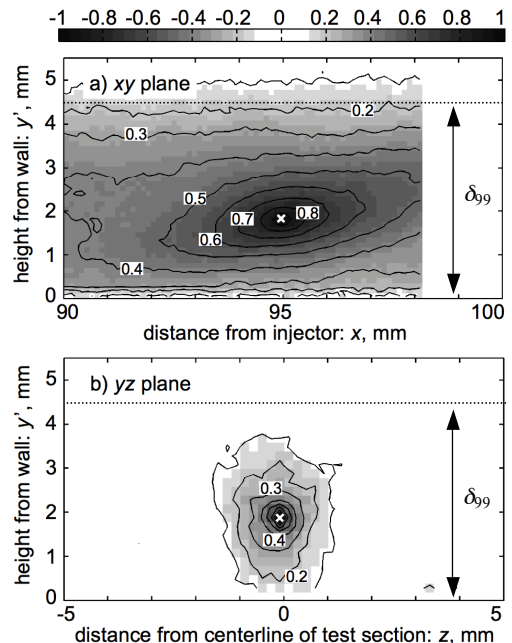 -1 -0.8 -0.6 -0.4 -0.2 0 0.2 0.4 0.6 0.8 1
a) xy plane
height from wall: y', mm
5
4
3
2
1
0
0.2
0.3
0.5
0.7 0.8
0.6
0.4
δ99
90 95 100
distance from injector: x, mm
b) yz plane
height from wall: y', mm
5
4
3
2
1
0
0.3
0.4
0.2
δ99
-5 0 5
distance from centerline of test section: z, mm